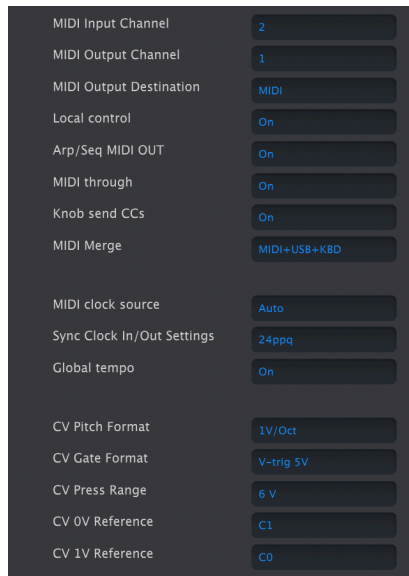 MIDI Input Channel 2
MIDI Output Channel 1
MIDI Output Destination MIDI
Local control On
Arp/Seq MIDI OUT On
MIDI through On
Knob send CCs On
MIDI Merge MIDI+USB+KBD
MIDI clock source Auto
Sync Clock In/Out Settings 24ppq
Global tempo On
CV Pitch Format 1V/Oct
CV Gate Format V-trig 5V
CV Press Range 6 V
CV 0V Reference C1
CV 1V Reference C0